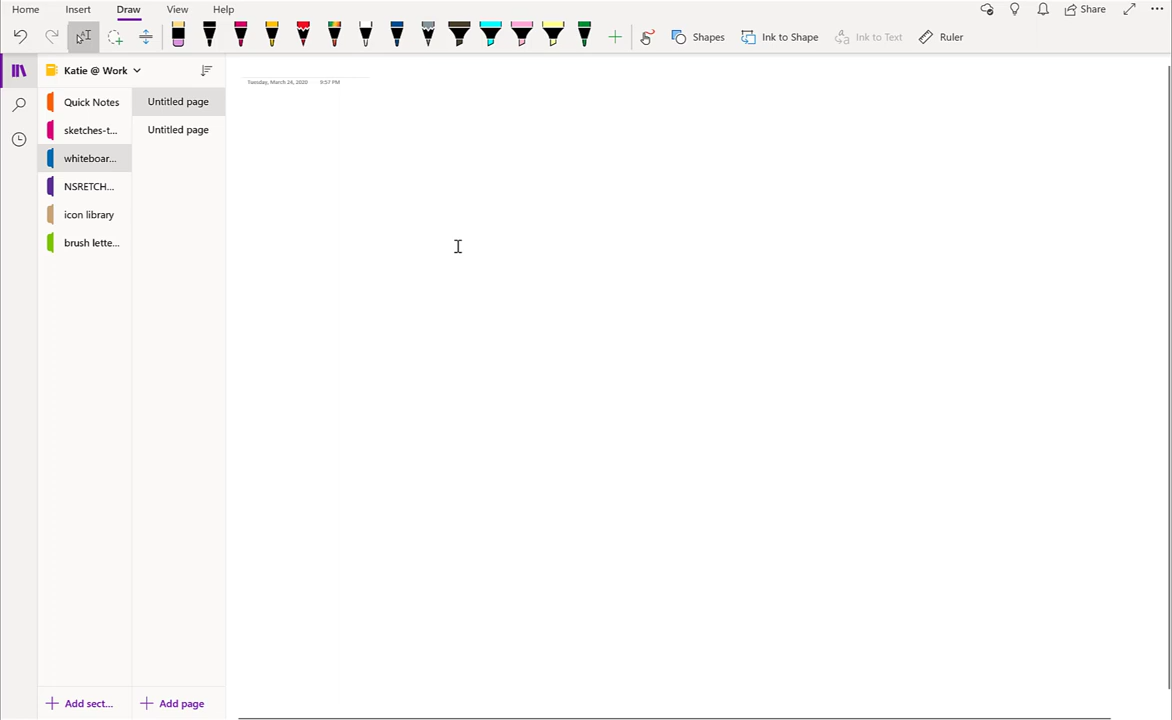 Home Insert Draw View Help Share
Shapes Ink to Shape Ink to Text Ruler
Katie @ Work
Quick Notes
sketches-t...
whiteboar...
NSRETCH...
icon library
brush lette...
Untitled page
Untitled page
Tuesday, March 24, 2020 9:57 PM
Add sect... Add page